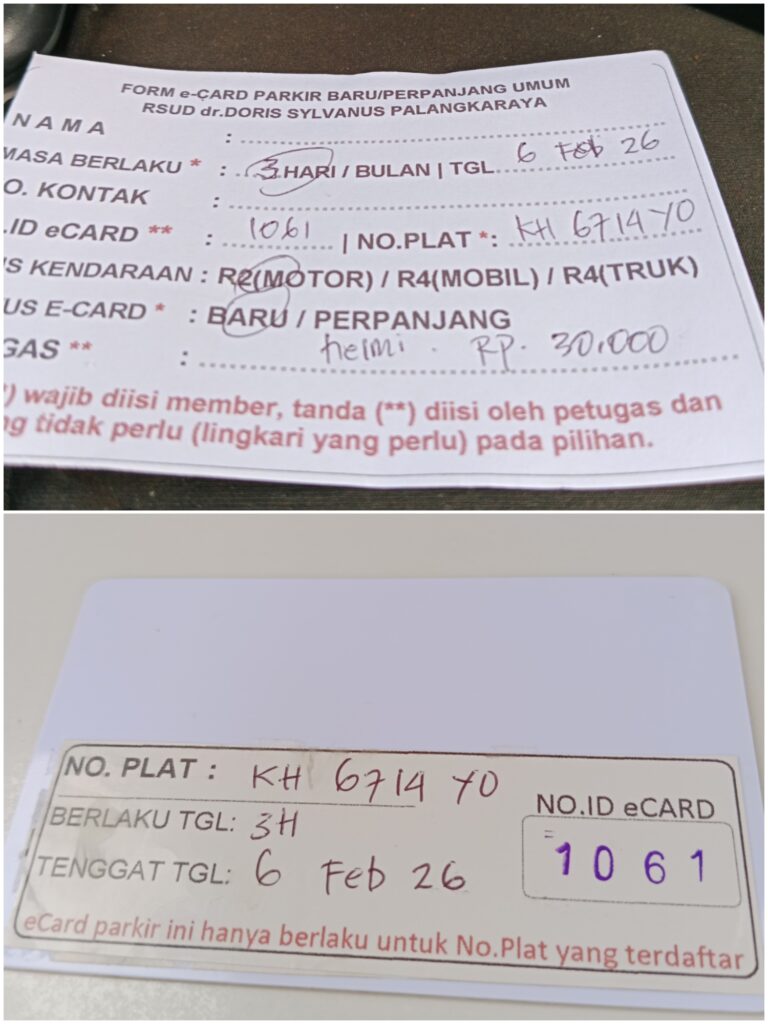 FORM e-CARD PARKIR BARU/PERPANJANG UMUM
RSUD dr.DORIS SYLVANUS PALANGKARAYA
NAMA :
MASA BERLAKU * : 3 HARI / BULAN | TGL 6 Feb 26
O. KONTAK :
.ID eCARD ** : 1061 | NO.PLAT *: KH 6714 YO
S KENDARAAN : R2(MOTOR) / R4(MOBIL) / R4(TRUK)
US E-CARD * : BARU / PERPANJANG
GAS ** : helmi . RP. 30.000
*) wajib diisi member, tanda (**) diisi oleh petugas dan
ng tidak perlu (lingkari yang perlu) pada pilihan.
NO. PLAT : KH 6714 YO
BERLAKU TGL: 3H
TENGGAT TGL: 6 Feb 26
NO.ID eCARD
1061
eCard parkir ini hanya berlaku untuk No.Plat yang terdaftar